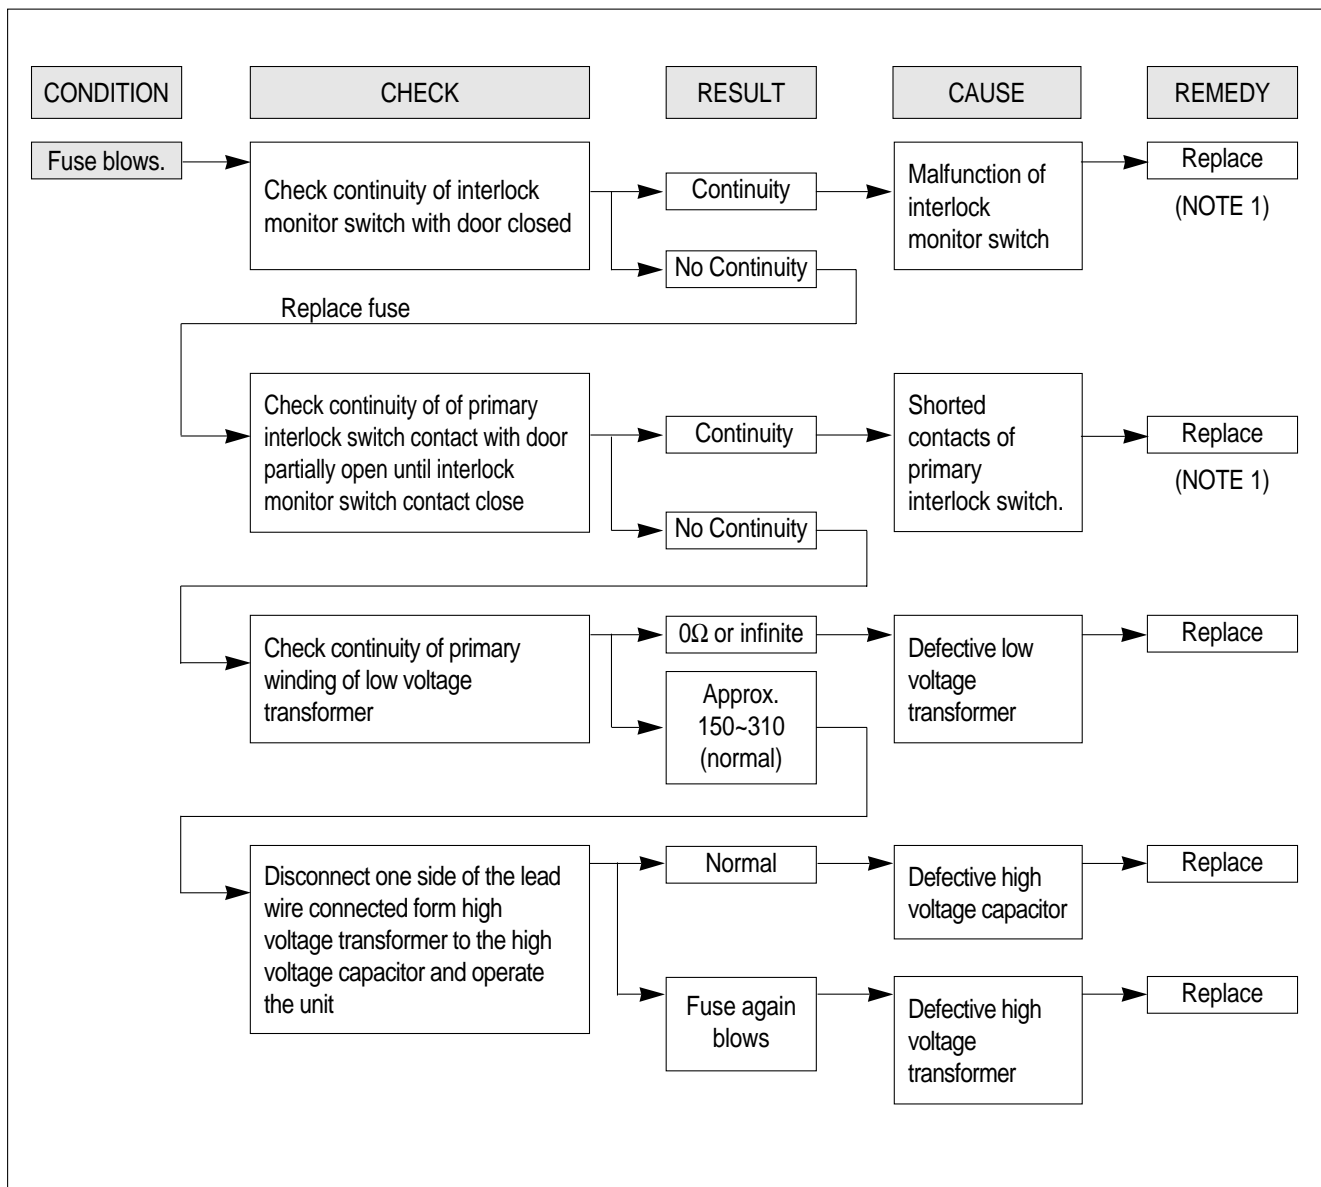 CONDITION
CHECK
RESULT
CAUSE
REMEDY
Fuse blows.
Check continuity of interlock
monitor switch with door closed
Continuity
Malfunction of
interlock
monitor switch
Replace
(NOTE 1)
No Continuity
Replace fuse
Check continuity of of primary
interlock switch contact with door
partially open until interlock
monitor switch contact close
Continuity
Shorted
contacts of
primary
interlock switch.
Replace
(NOTE 1)
No Continuity
Check continuity of primary
winding of low voltage
transformer
0Ω or infinite
Defective low
voltage
transformer
Replace
Approx.
150~310
(normal)
Disconnect one side of the lead
wire connected form high
voltage transformer to the high
voltage capacitor and operate
the unit
Normal
Defective high
voltage capacitor
Replace
Fuse again
blows
Defective high
voltage
transformer
Replace